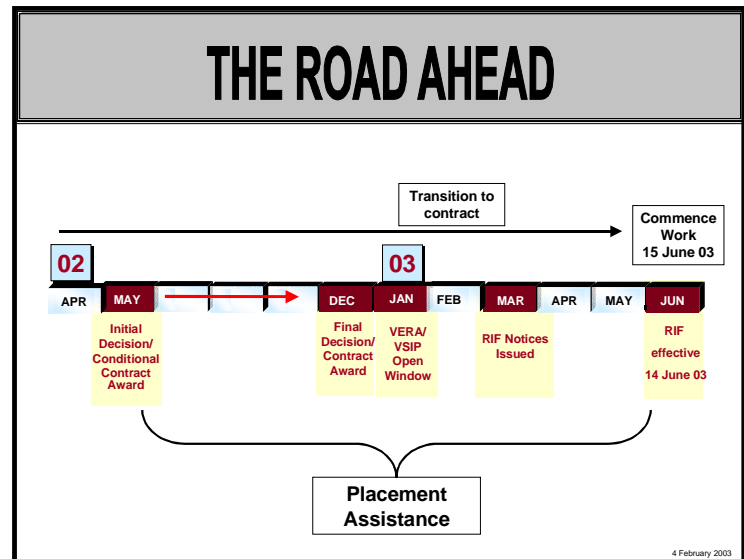 THE ROAD AHEAD
Transition to
contract
Commence
Work
15 June 03
02
03
APR
MAY
DEC
JAN
FEB
MAR
APR
MAY
JUN
Initial
Decision/
Conditional
Contract
Award
Final
Decision/
Contract
Award
VERA/
VSIP
Open
Window
RIF Notices
Issued
RIF
effective
14 June 03
Placement
Assistance
4 February 2003